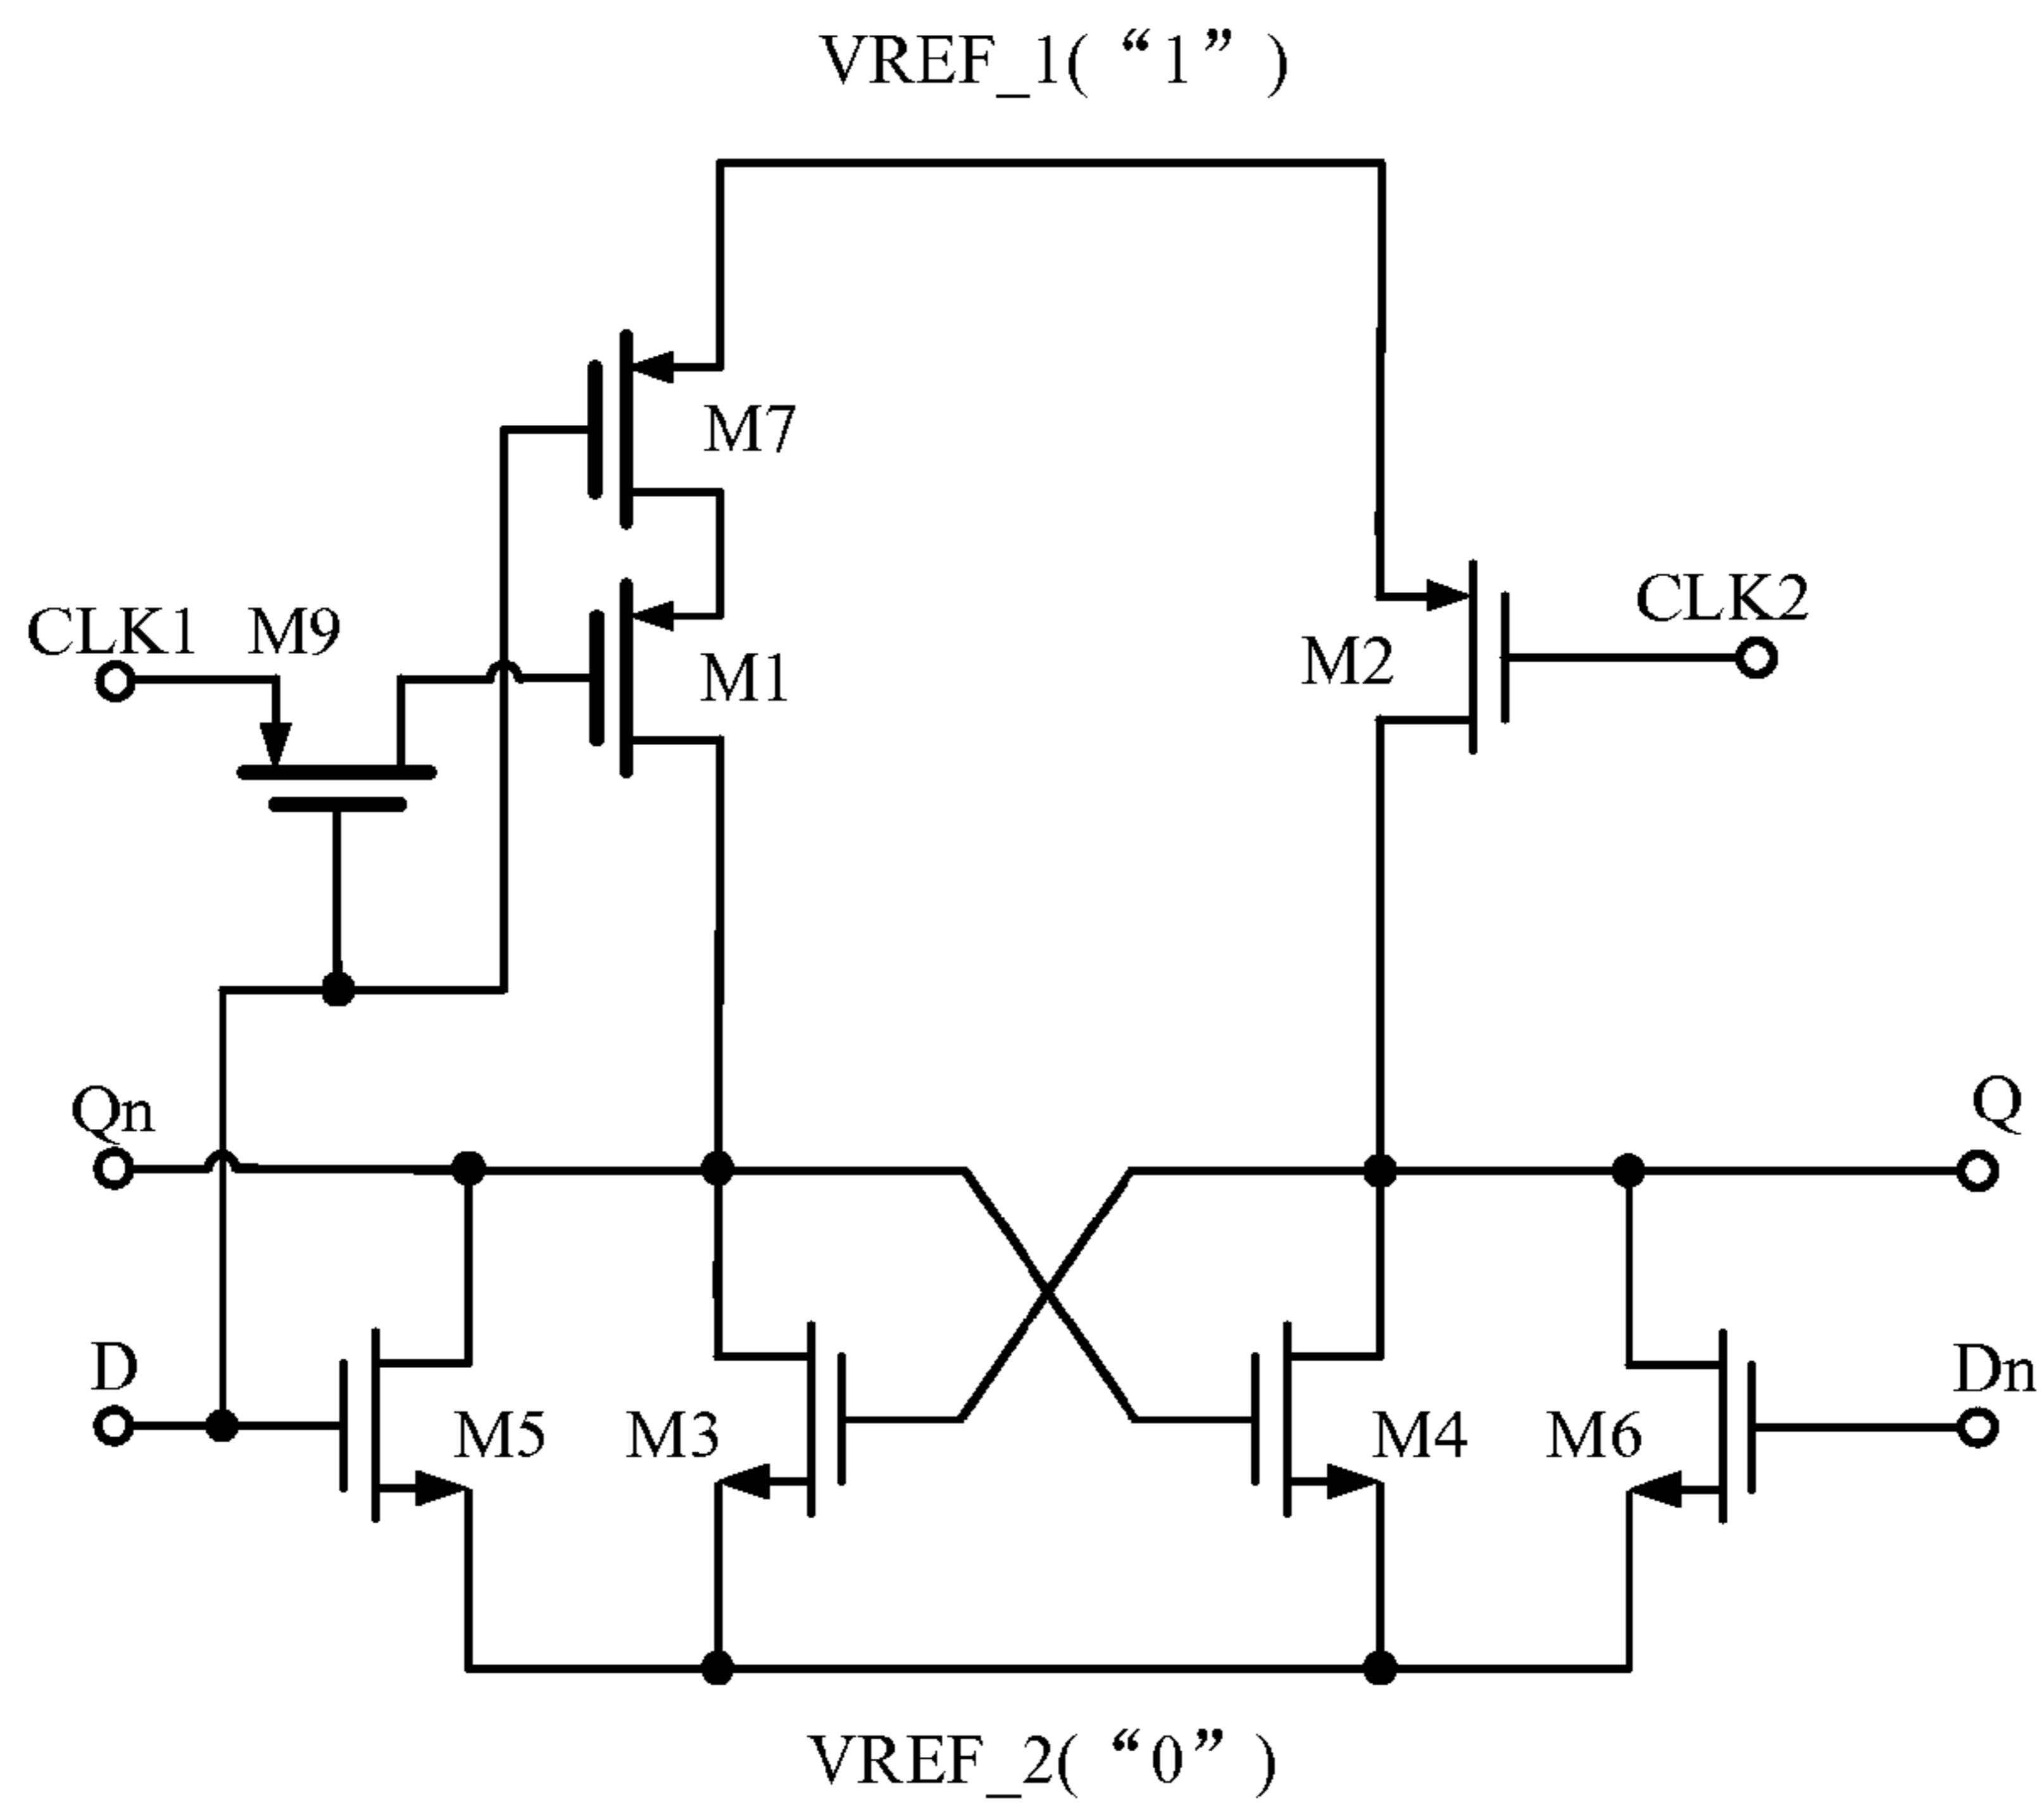 VREF_1(“1”)
M7
CLK1 M9
M1
M2
CLK2
Qn
Q
D
M5
M3
M4
M6
Dn
VREF_2(“0”)